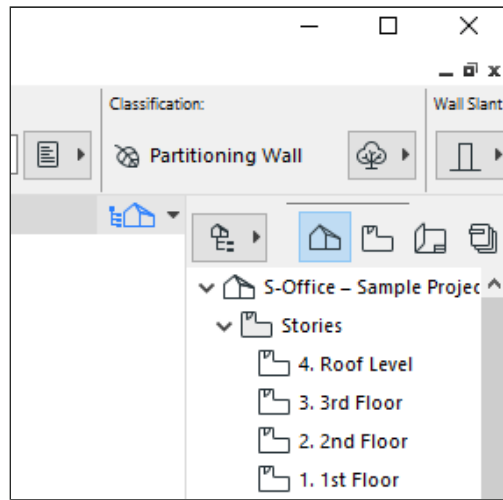 Classification:
Wall Slant
Partitioning Wall
S-Office – Sample Projec
Stories
4. Roof Level
3. 3rd Floor
2. 2nd Floor
1. 1st Floor